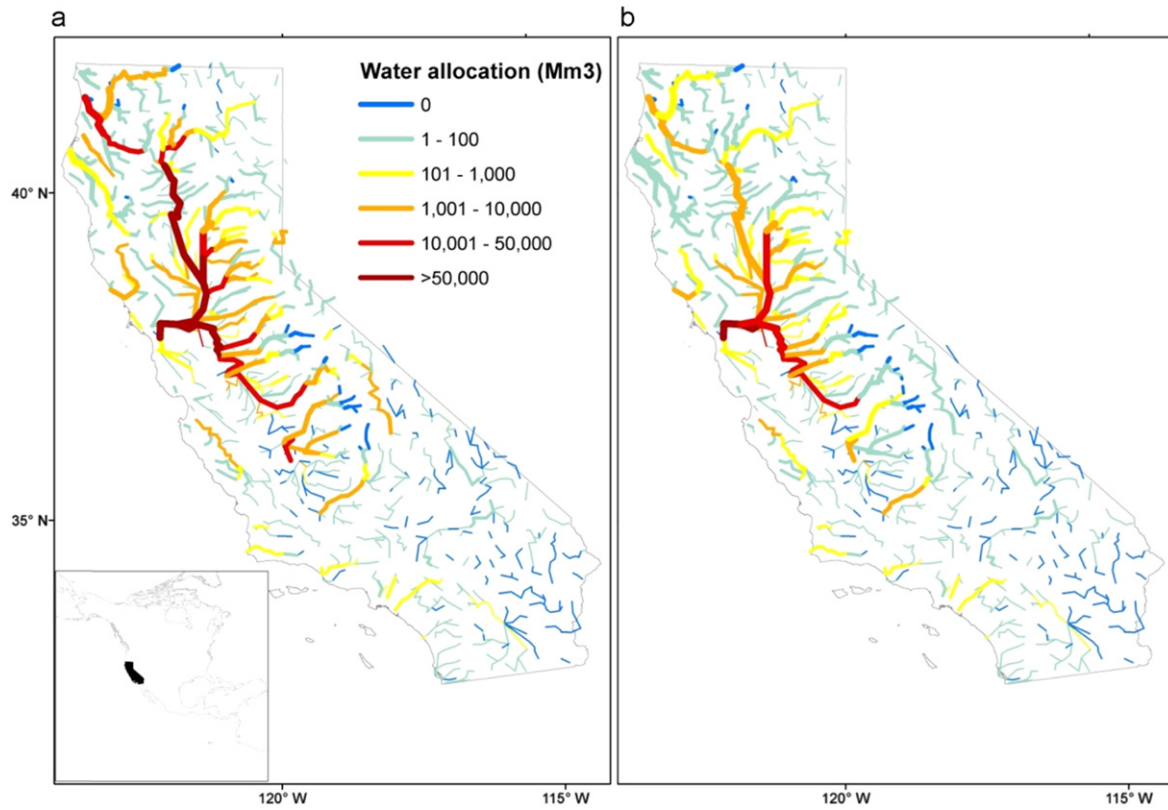 a
b
Water allocation (Mm3)
0
1 - 100
101 - 1,000
1,001 - 10,000
10,001 - 50,000
>50,000
40° N
35° N
120° W
115° W
120° W
115° W